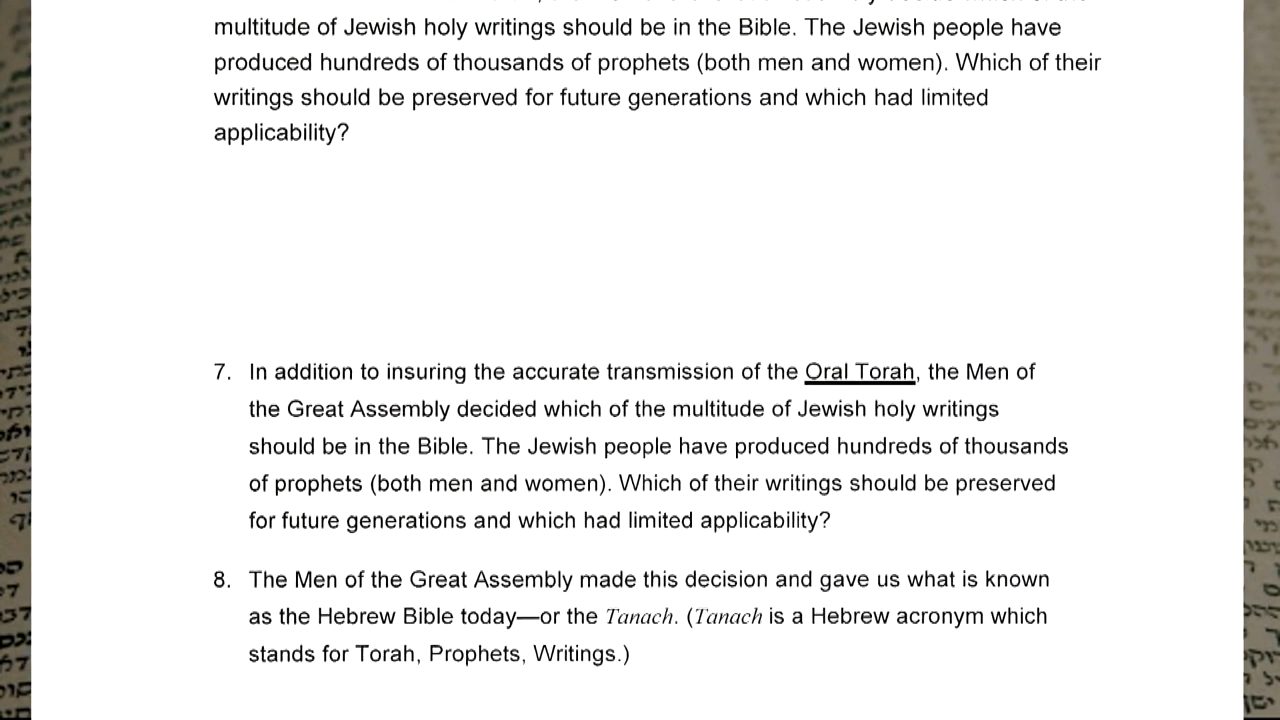 multitude of Jewish holy writings should be in the Bible. The Jewish people have
produced hundreds of thousands of prophets (both men and women). Which of their
writings should be preserved for future generations and which had limited
applicability?
7. In addition to insuring the accurate transmission of the Oral Torah, the Men of
the Great Assembly decided which of the multitude of Jewish holy writings
should be in the Bible. The Jewish people have produced hundreds of thousands
of prophets (both men and women). Which of their writings should be preserved
for future generations and which had limited applicability?
8. The Men of the Great Assembly made this decision and gave us what is known
as the Hebrew Bible today—or the Tanach. (Tanach is a Hebrew acronym which
stands for Torah, Prophets, Writings.)